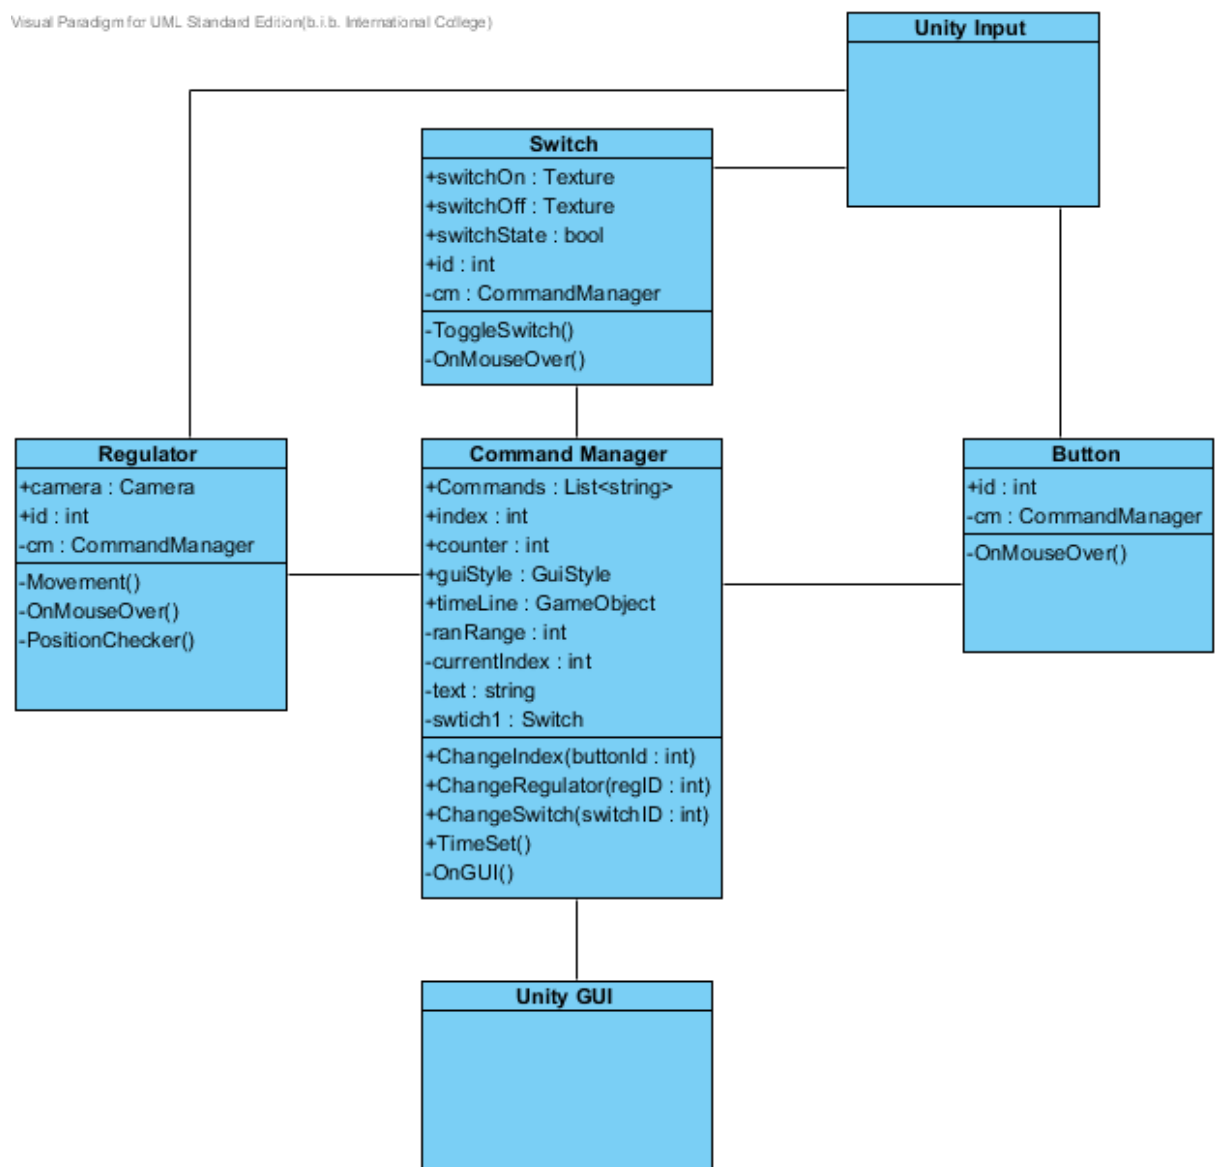 Visual Paradigm for UML Standard Edition(b.i.b. International College)
Unity Input
Switch
+switchOn : Texture
+switchOff : Texture
+switchState : bool
+id : int
-cm : CommandManager
-ToggleSwitch()
-OnMouseOver()
Regulator
+camera : Camera
+id : int
-cm : CommandManager
-Movement()
-OnMouseOver()
-PositionChecker()
Command Manager
+Commands : List<string>
+index : int
+counter : int
+guiStyle : GuiStyle
+timeLine : GameObject
-ranRange : int
-currentIndex : int
-text : string
-swtich1 : Switch
+ChangeIndex(buttonId : int)
+ChangeRegulator(regID : int)
+ChangeSwitch(switchID : int)
+TimeSet()
-OnGUI()
Button
+id : int
-cm : CommandManager
-OnMouseOver()
Unity GUI